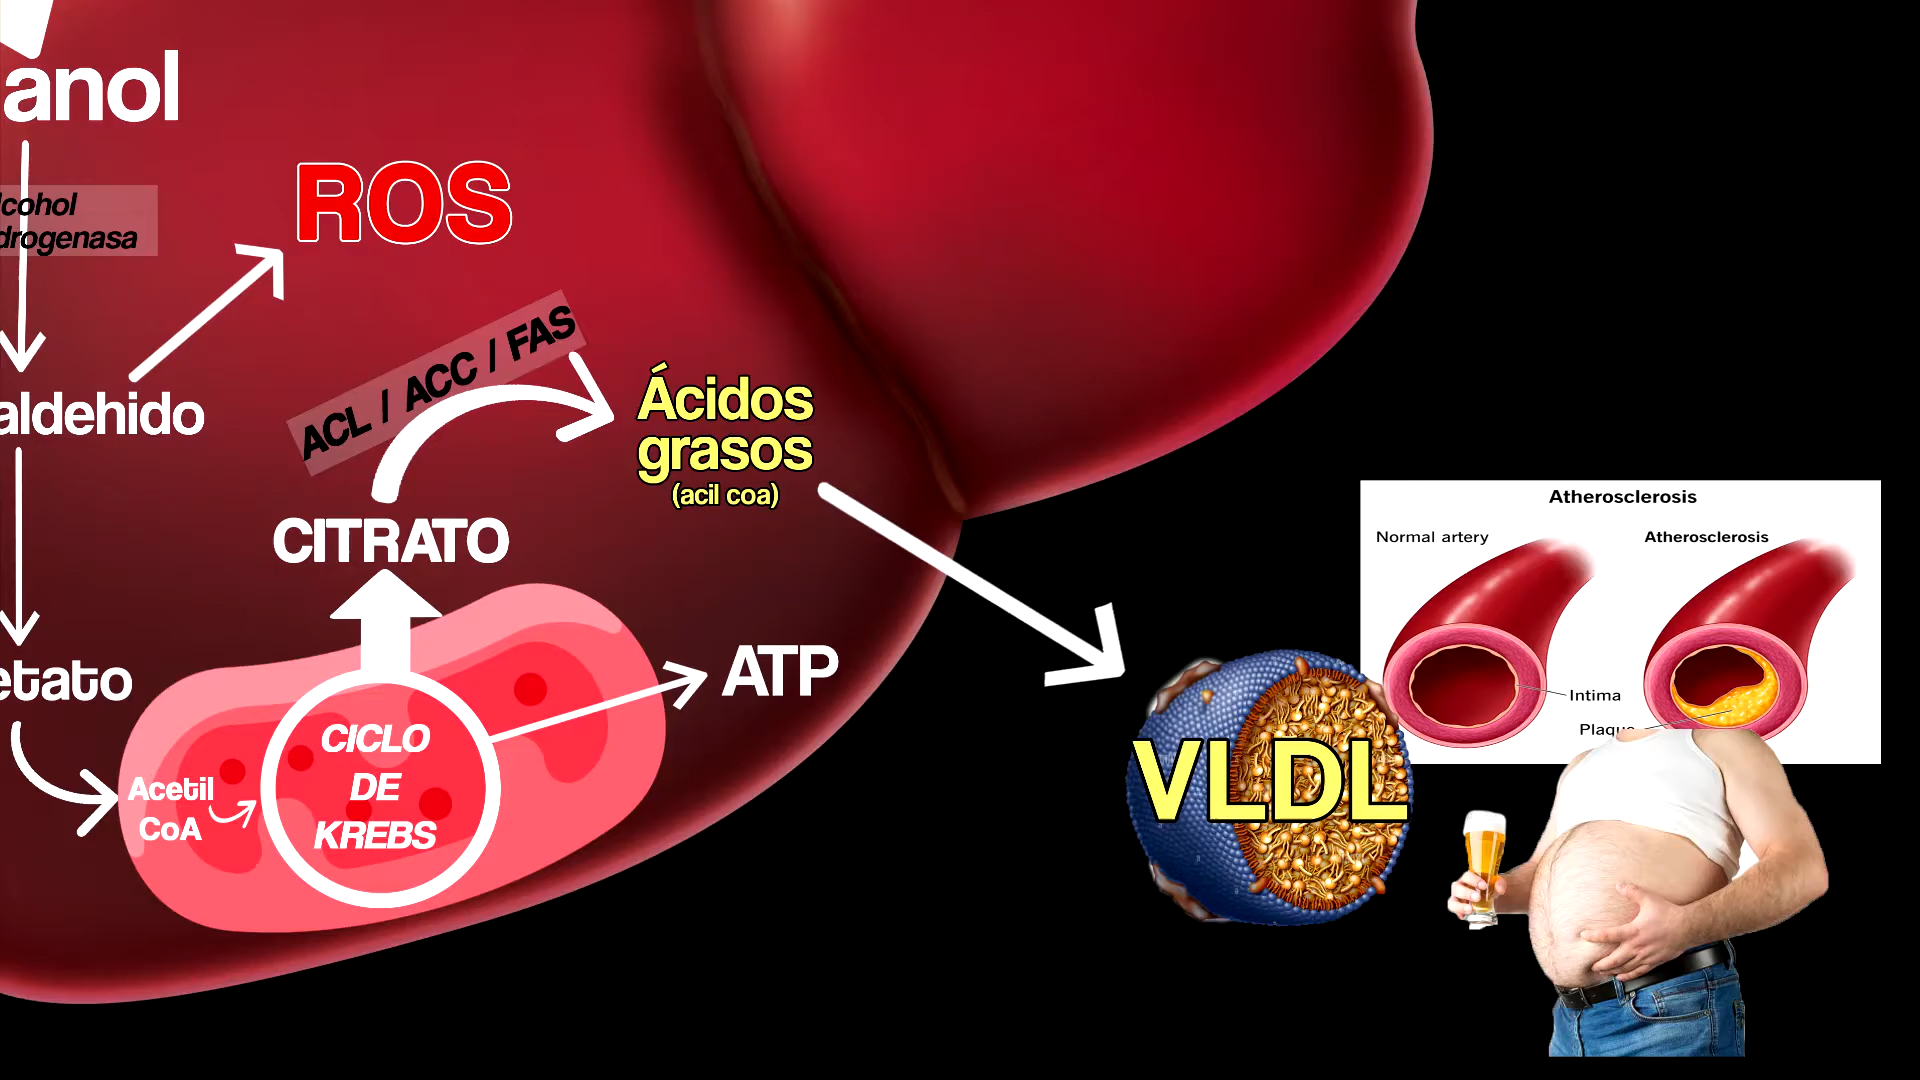 anol
lcohol
drogenasa
ROS
aldehido
ACL / ACC / FAS
Ácidos
grasos
(acil coa)
CITRATO
etato
ATP
Acetil
CoA
CICLO
DE
KREBS
VLDL
Atherosclerosis
Normal artery
Atherosclerosis
Intima
Plaque